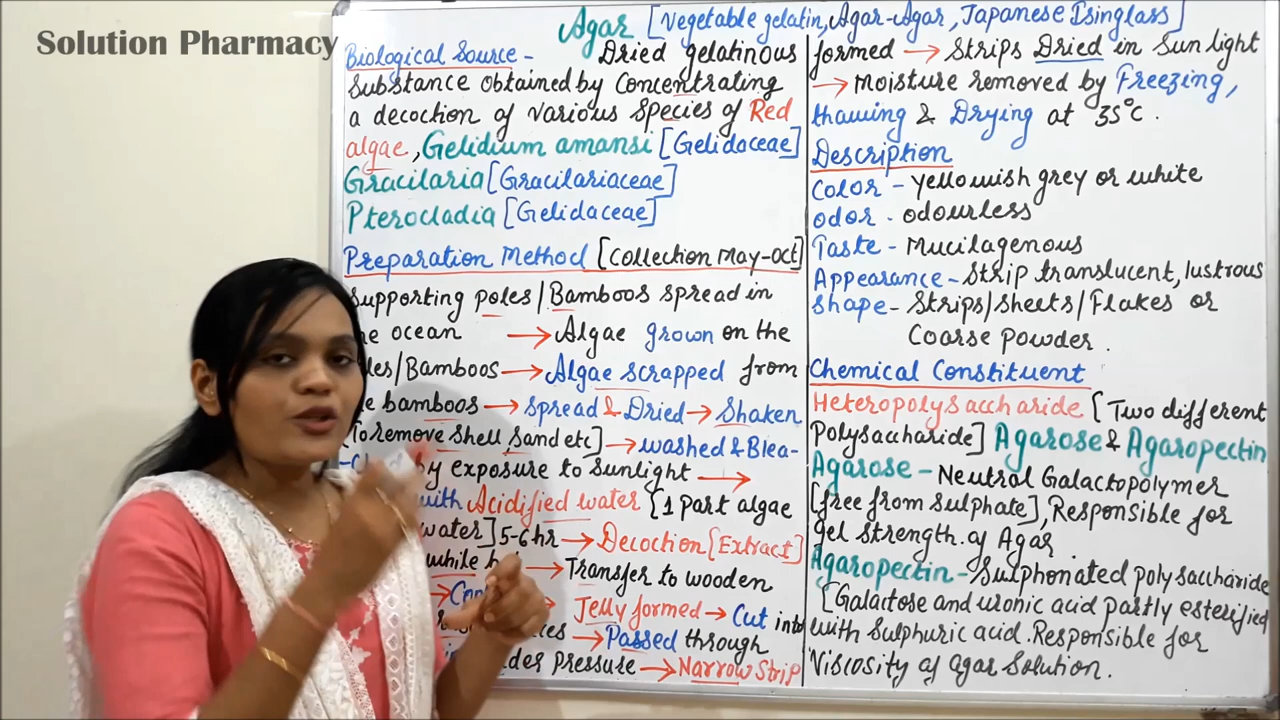 Solution Pharmacy
Agar [Vegetable gelatin, Agar-Agar, Japanese Isinglass]
Biological Source - Dried gelatinous
Substance obtained by Concentrating
a decoction of various species of Red
algae, Gelidium amansi [Gelidaceae]
Gracilaria [Gracilariaceae]
Pterocladia [Gelidaceae]
Preparation Method [Collection May-Oct]
Supporting poles/Bamboos spread in
ocean → Algae grown on the
/Bamboos → Algae scrapped from
bamboos → spread & Dried → Shaken
[To remove shell, sand etc] → washed & Blea-
by exposure to sunlight →
with Acidified water [1 part algae
water] 5-6 hr → Decoction [Extract]
while → Transfer to wooden
→ Jelly formed → Cut into
→ Passed through
pressure → Narrow Strip
formed → Strips Dried in Sun light
→ Moisture removed by Freezing,
thawing & Drying at 35°C.
Description
Color - yellowish grey or white
odor - odourless
Taste - Mucilagenous
Appearance - Strip translucent, lustrous
Shape - Strips/Sheets/Flakes or
Coarse Powder.
Chemical Constituent
Heteropolysaccharide [Two different
Polysaccharide] Agarose & Agaropectin
Agarose - Neutral Galactopolymer
[free from Sulphate], Responsible for
gel strength of Agar.
Agaropectin - Sulphonated polysaccharide
[Galactose and uronic acid partly esterified
with Sulphuric acid. Responsible for
Viscosity of agar Solution.